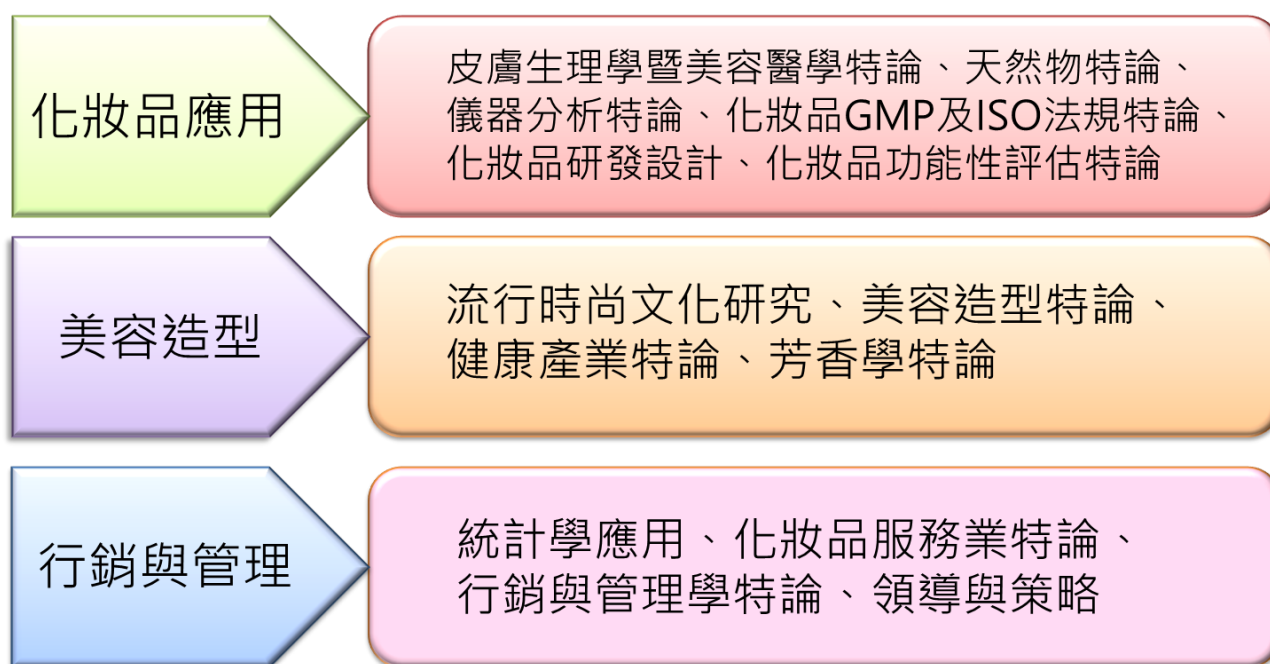 化妝品應用
皮膚生理學暨美容醫學特論、天然物特論、
儀器分析特論、化妝品GMP及ISO法規特論、
化妝品研發設計、化妝品功能性評估特論
美容造型
流行時尚文化研究、美容造型特論、
健康產業特論、芳香學特論
行銷與管理
統計學應用、化妝品服務業特論、
行銷與管理學特論、領導與策略